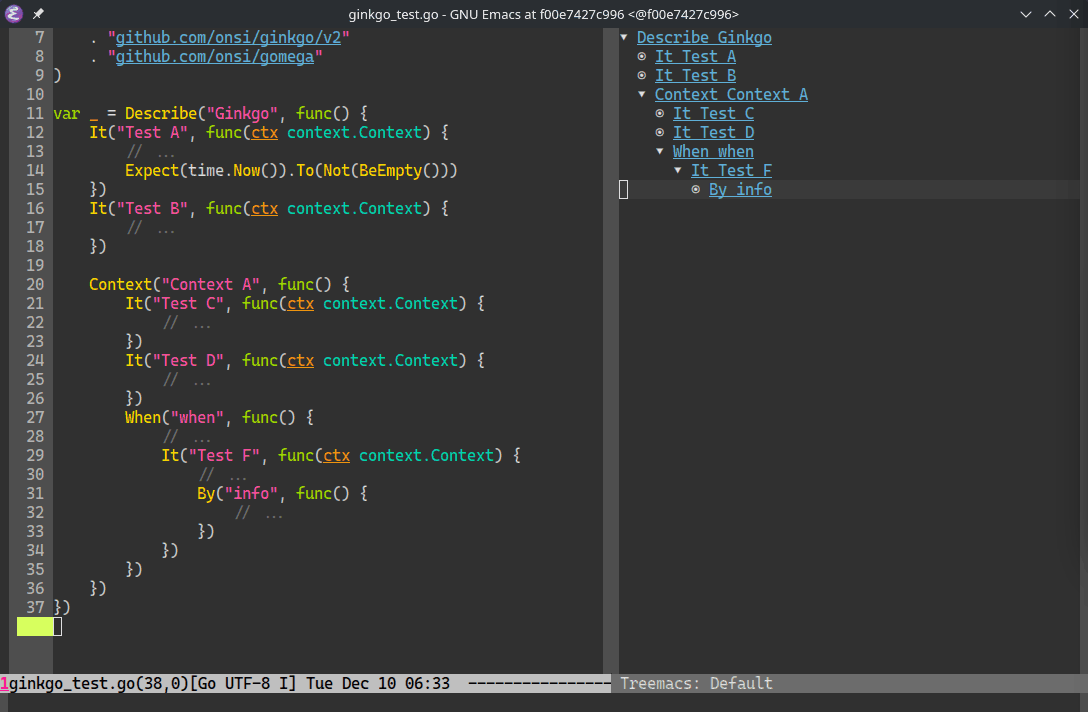 ginkgo_test.go - GNU Emacs at f00e7427c996 <@f00e7427c996>
7     . "github.com/onsi/ginkgo/v2"
8     . "github.com/onsi/gomega"
9 )
10
11 var _ = Describe("Ginkgo", func() {
12     It("Test A", func(ctx context.Context) {
13         // ...
14         Expect(time.Now()).To(Not(BeEmpty()))
15     })
16     It("Test B", func(ctx context.Context) {
17         // ...
18     })
19
20     Context("Context A", func() {
21         It("Test C", func(ctx context.Context) {
22             // ...
23         })
24         It("Test D", func(ctx context.Context) {
25             // ...
26         })
27         When("when", func() {
28             // ...
29             It("Test F", func(ctx context.Context) {
30                 // ...
31                 By("info", func() {
32                     // ...
33                 })
34             })
35         })
36     })
37 })
1ginkgo_test.go(38,0)[Go UTF-8 I] Tue Dec 10 06:33  ----------------
Describe Ginkgo
It Test A
It Test B
Context Context A
It Test C
It Test D
When when
It Test F
By info
Treemacs: Default